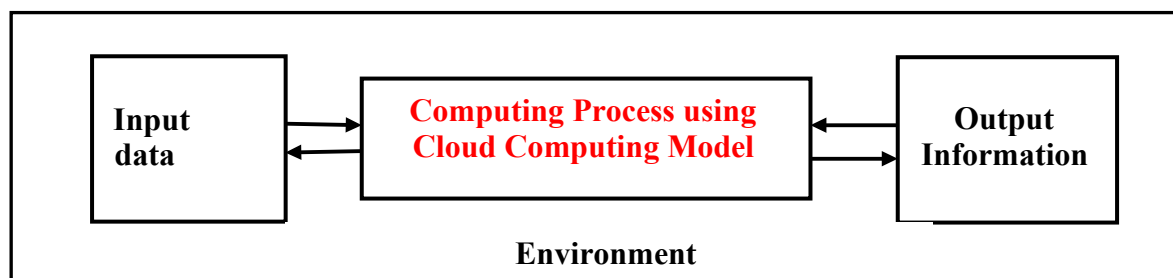 Input
data
Computing Process using
Cloud Computing Model
Output
Information
Environment